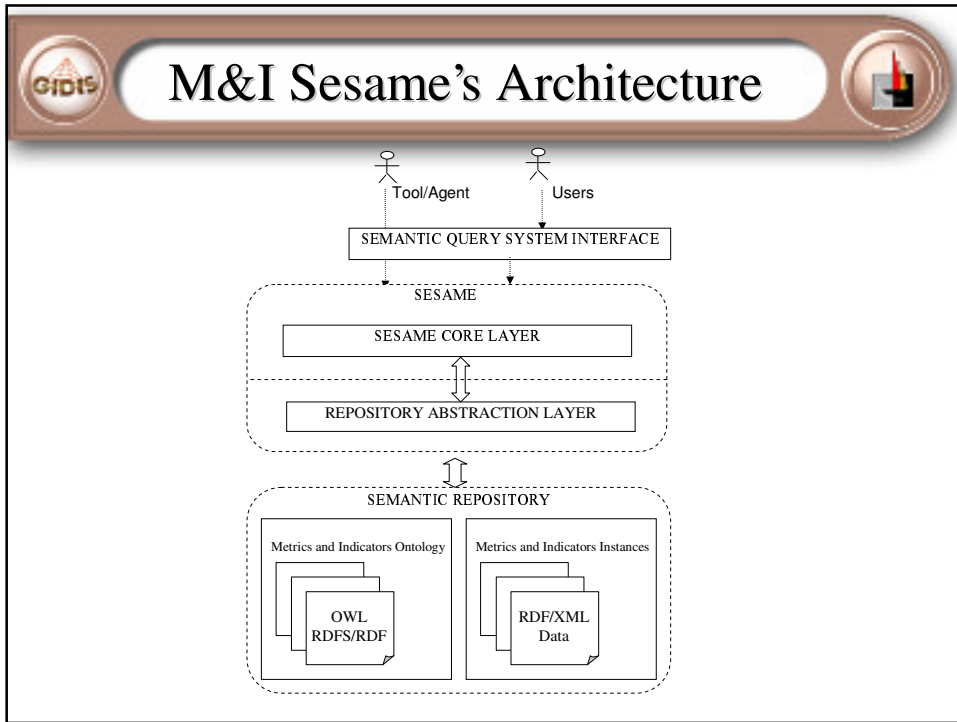 GIDIS
M&I Sesame's Architecture
Tool/Agent
Users
SEMANTIC QUERY SYSTEM INTERFACE
SESAME
SESAME CORE LAYER
REPOSITORY ABSTRACTION LAYER
SEMANTIC REPOSITORY
Metrics and Indicators Ontology
OWL
RDFS/RDF
Metrics and Indicators Instances
RDF/XML
Data